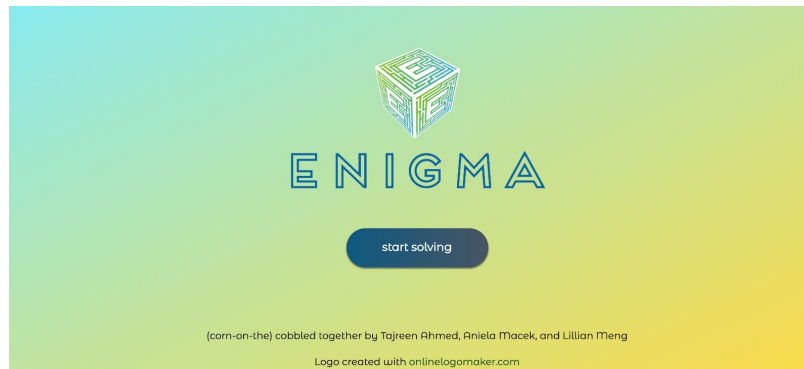 E
E
E
ENIGMA
start solving
(corn-on-the) cobbled together by Tajreen Ahmed, Aniela Macek, and Lillian Meng
Logo created with onlinelogomaker.com